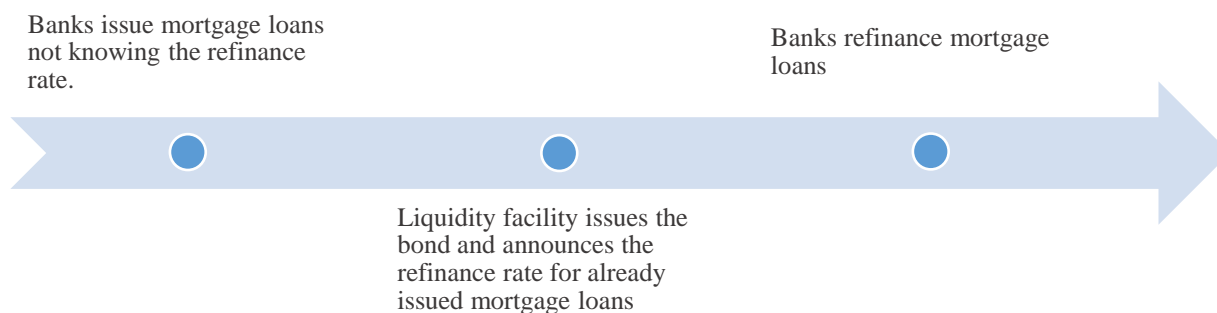 Banks issue mortgage loans
not knowing the refinance
rate.
Liquidity facility issues the
bond and announces the
refinance rate for already
issued mortgage loans
Banks refinance mortgage
loans